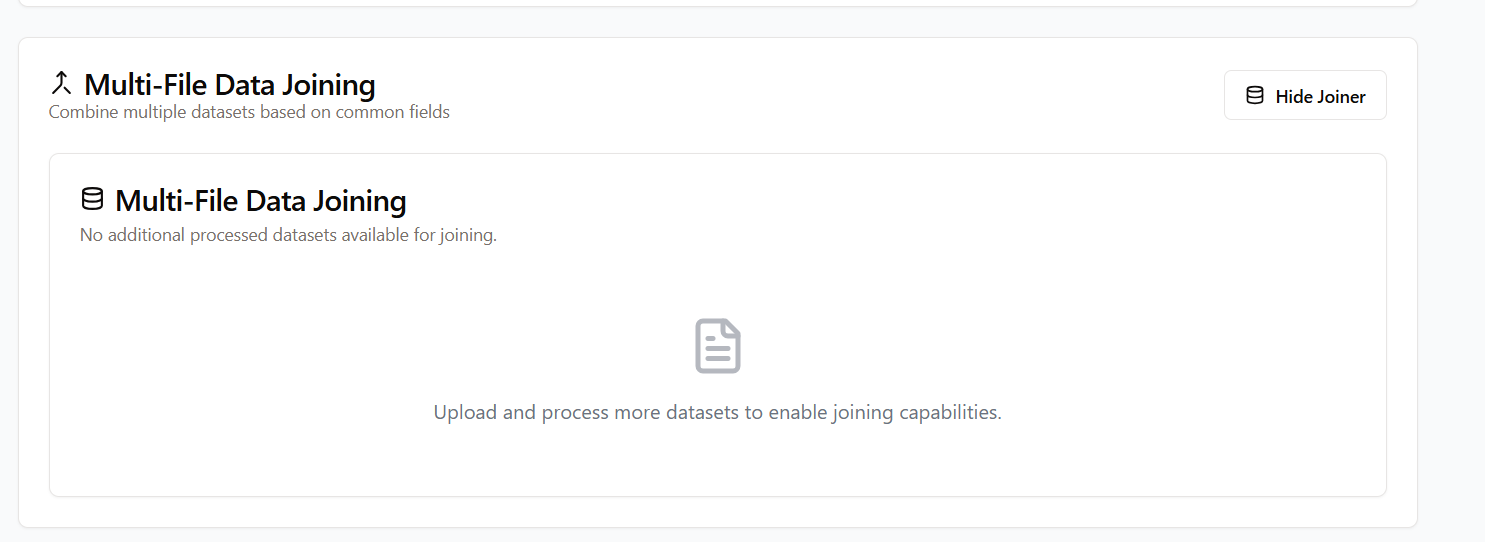 Multi-File Data Joining
Combine multiple datasets based on common fields
Hide Joiner
Multi-File Data Joining
No additional processed datasets available for joining.
Upload and process more datasets to enable joining capabilities.